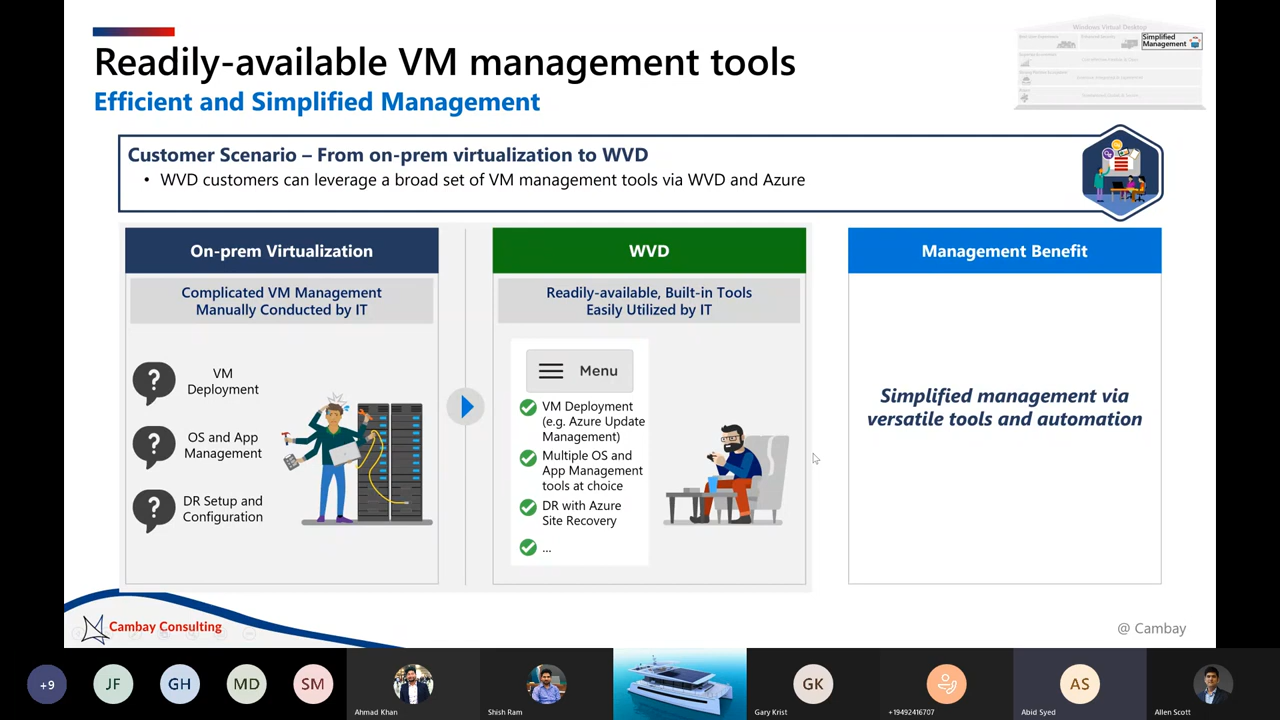 Readily-available VM management tools
Efficient and Simplified Management
Windows Virtual Desktop
Simplified
Management
Customer Scenario – From on-prem virtualization to WVD
• WVD customers can leverage a broad set of VM management tools via WVD and Azure
On-prem Virtualization
Complicated VM Management
Manually Conducted by IT
?
VM
Deployment
?
OS and App
Management
?
DR Setup and
Configuration
WVD
Readily-available, Built-in Tools
Easily Utilized by IT
Menu
VM Deployment
(e.g. Azure Update
Management)
Multiple OS and
App Management
tools at choice
DR with Azure
Site Recovery
...
Management Benefit
Simplified management via
versatile tools and automation
Cambay Consulting
@ Cambay
+9
JF
GH
MD
SM
Ahmad Khan
Shish Ram
GK
Gary Krist
+19492416707
AS
Abid Syed
Allen Scott